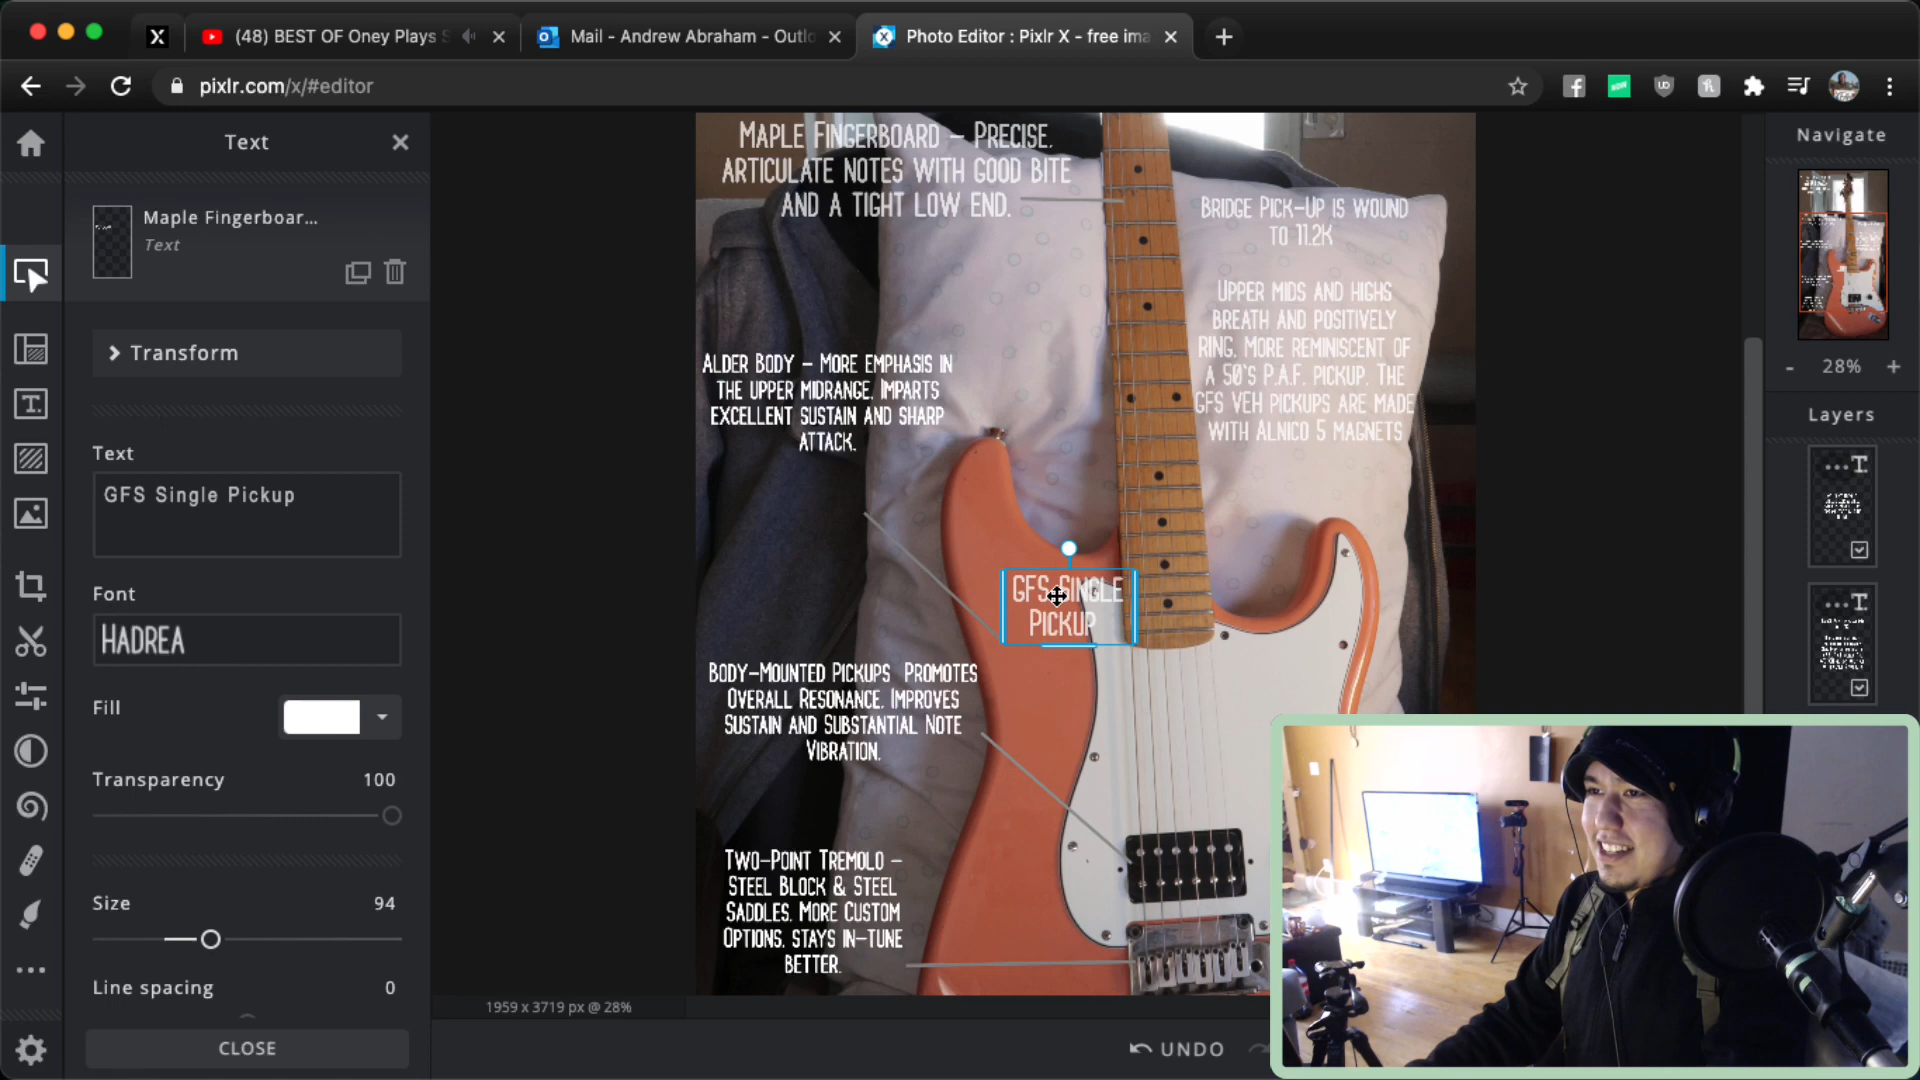 (48) BEST OF Oney Plays S
Mail - Andrew Abraham - Outlo
Photo Editor : Pixlr X - free ima
pixlr.com/x/#editor
Text
Maple Fingerboar...
Text
Transform
Text
GFS Single Pickup
Font
HADREA
Fill
Transparency
100
Size
94
Line spacing
0
CLOSE
MAPLE FINGERBOARD – PRECISE,
ARTICULATE NOTES WITH GOOD BITE
AND A TIGHT LOW END.
BRIDGE PICK-UP IS WOUND
TO 11.2K
UPPER MIDS AND HIGHS
BREATH AND POSITIVELY
RING. MORE REMINISCENT OF
A 50'S P.A.F. PICKUP. THE
GFS VEH PICKUPS ARE MADE
WITH ALNICO 5 MAGNETS
ALDER BODY – MORE EMPHASIS IN
THE UPPER MIDRANGE. IMPARTS
EXCELLENT SUSTAIN AND SHARP
ATTACK.
GFS SINGLE
PICKUP
BODY-MOUNTED PICKUPS PROMOTES
OVERALL RESONANCE. IMPROVES
SUSTAIN AND SUBSTANTIAL NOTE
VIBRATION.
TWO-POINT TREMOLO –
STEEL BLOCK & STEEL
SADDLES. MORE CUSTOM
OPTIONS. STAYS IN-TUNE
BETTER.
1959 x 3719 px @ 28%
UNDO
Navigate
- 28% +
Layers